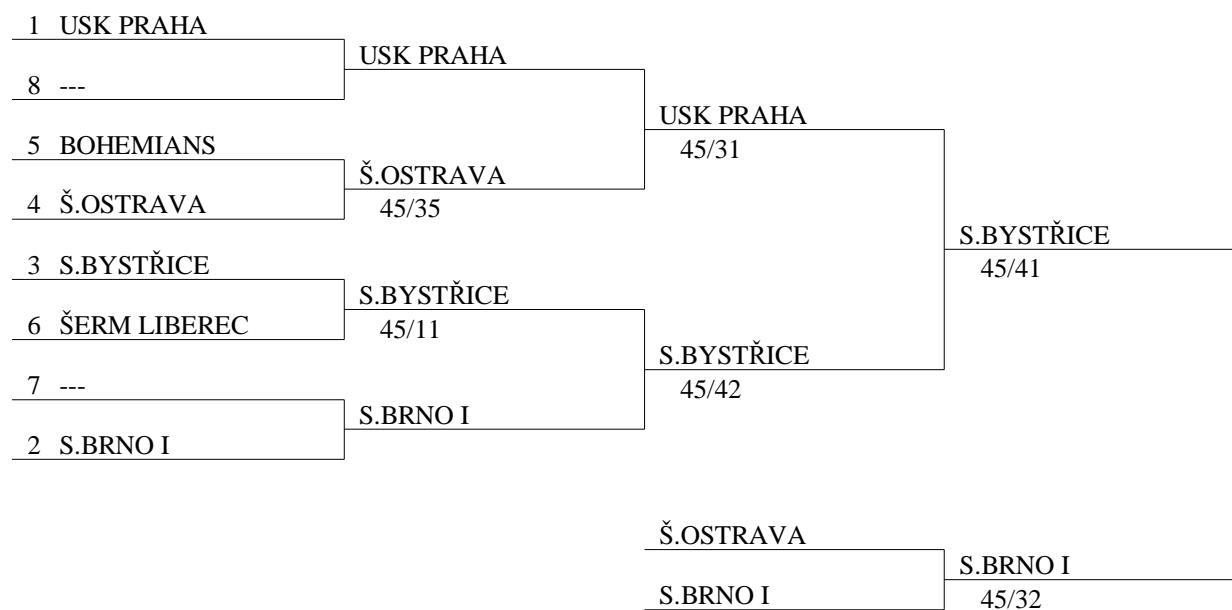 1 USK PRAHA
USK PRAHA
8 ---
USK PRAHA
45/31
5 BOHEMIANS
Š.OSTRAVA
45/35
4 Š.OSTRAVA
S.BYSTŘICE
45/41
3 S.BYSTŘICE
S.BYSTŘICE
45/11
6 ŠERM LIBEREC
S.BYSTŘICE
45/42
7 ---
S.BRNO I
2 S.BRNO I
Š.OSTRAVA
S.BRNO I
45/32
S.BRNO I